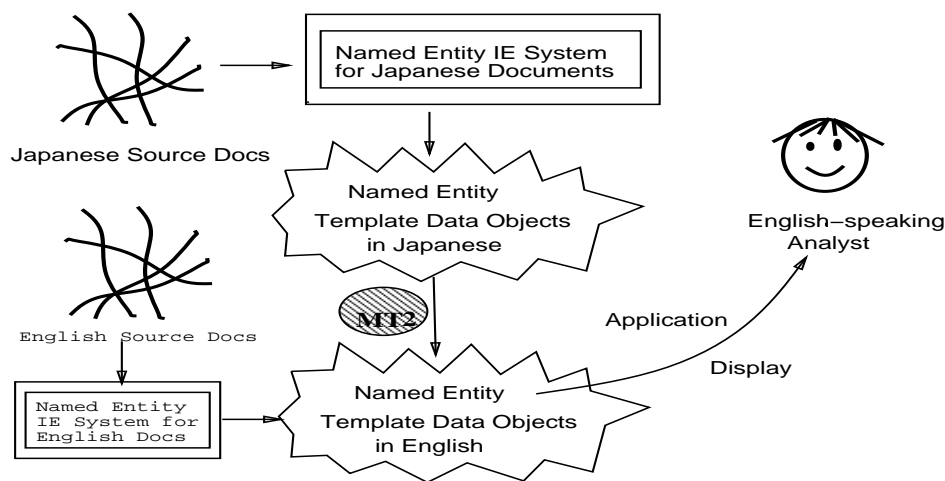 Named Entity IE System
for Japanese Documents
Japanese Source Docs
Named Entity
Template Data Objects
in Japanese
English−speaking
Analyst
MT2
English Source Docs
Application
Display
Named Entity
IE System for
English Docs
Named Entity
Template Data Objects
in English